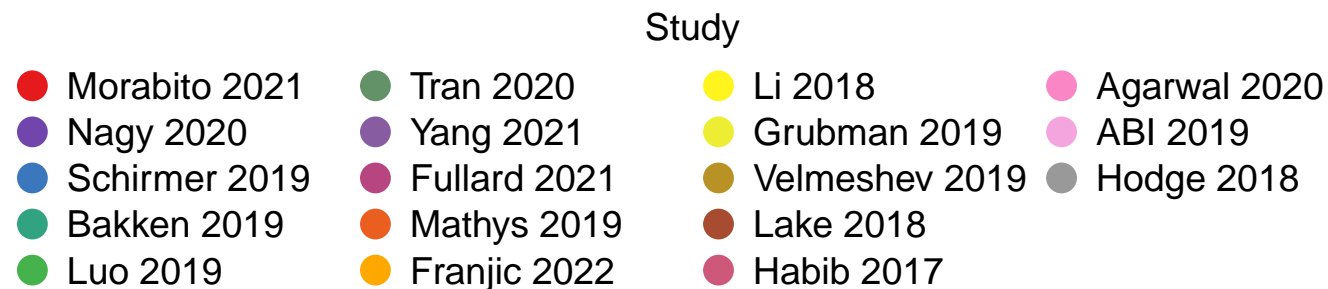 Study
Morabito 2021
Nagy 2020
Schirmer 2019
Bakken 2019
Luo 2019
Tran 2020
Yang 2021
Fullard 2021
Mathys 2019
Franjic 2022
Li 2018
Grubman 2019
Velmeshev 2019
Lake 2018
Habib 2017
Agarwal 2020
ABI 2019
Hodge 2018